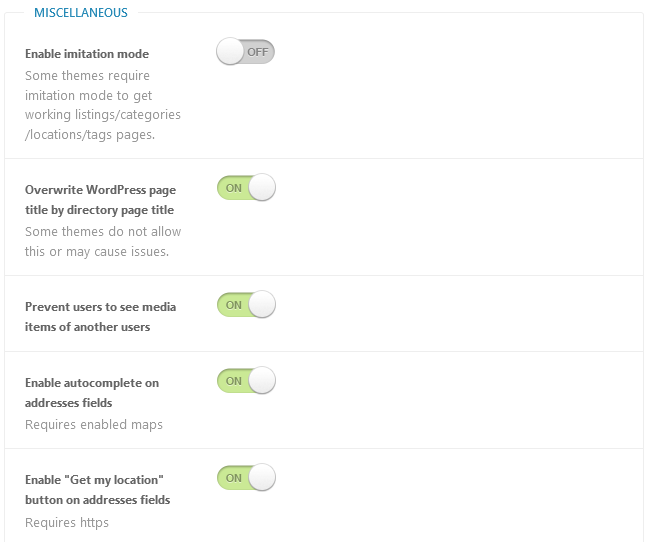 MISCELLANEOUS
Enable imitation mode
OFF
Some themes require
imitation mode to get
working listings/categories
/locations/tags pages.
Overwrite WordPress page
ON
title by directory page title
Some themes do not allow
this or may cause issues.
Prevent users to see media
ON
items of another users
Enable autocomplete on
ON
addresses fields
Requires enabled maps
Enable "Get my location"
ON
button on addresses fields
Requires https